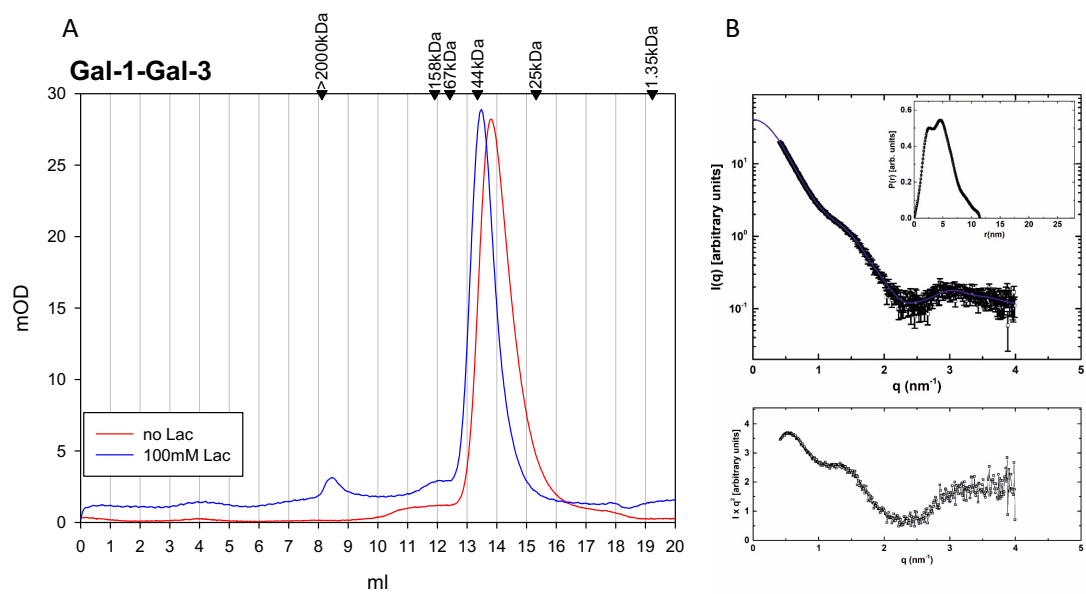 A
B
Gal-1-Gal-3
>2000kDa
158kDa
67kDa
44kDa
25kDa
1.35kDa
30
25
20
15
10
5
0
mOD
no Lac
100mM Lac
0 1 2 3 4 5 6 7 8 9 10 11 12 13 14 15 16 17 18 19 20
ml
I(q) [arbitrary units]
10¹
10⁰
10⁻¹
0 1 2 3 4 5
q (nm⁻¹)
P(r) [arb. units]
0.6
0.4
0.2
0.0
0 5 10 15 20 25
r(nm)
I x q² [arbitrary units]
4
3
2
1
0
0 1 2 3 4 5
q (nm⁻¹)